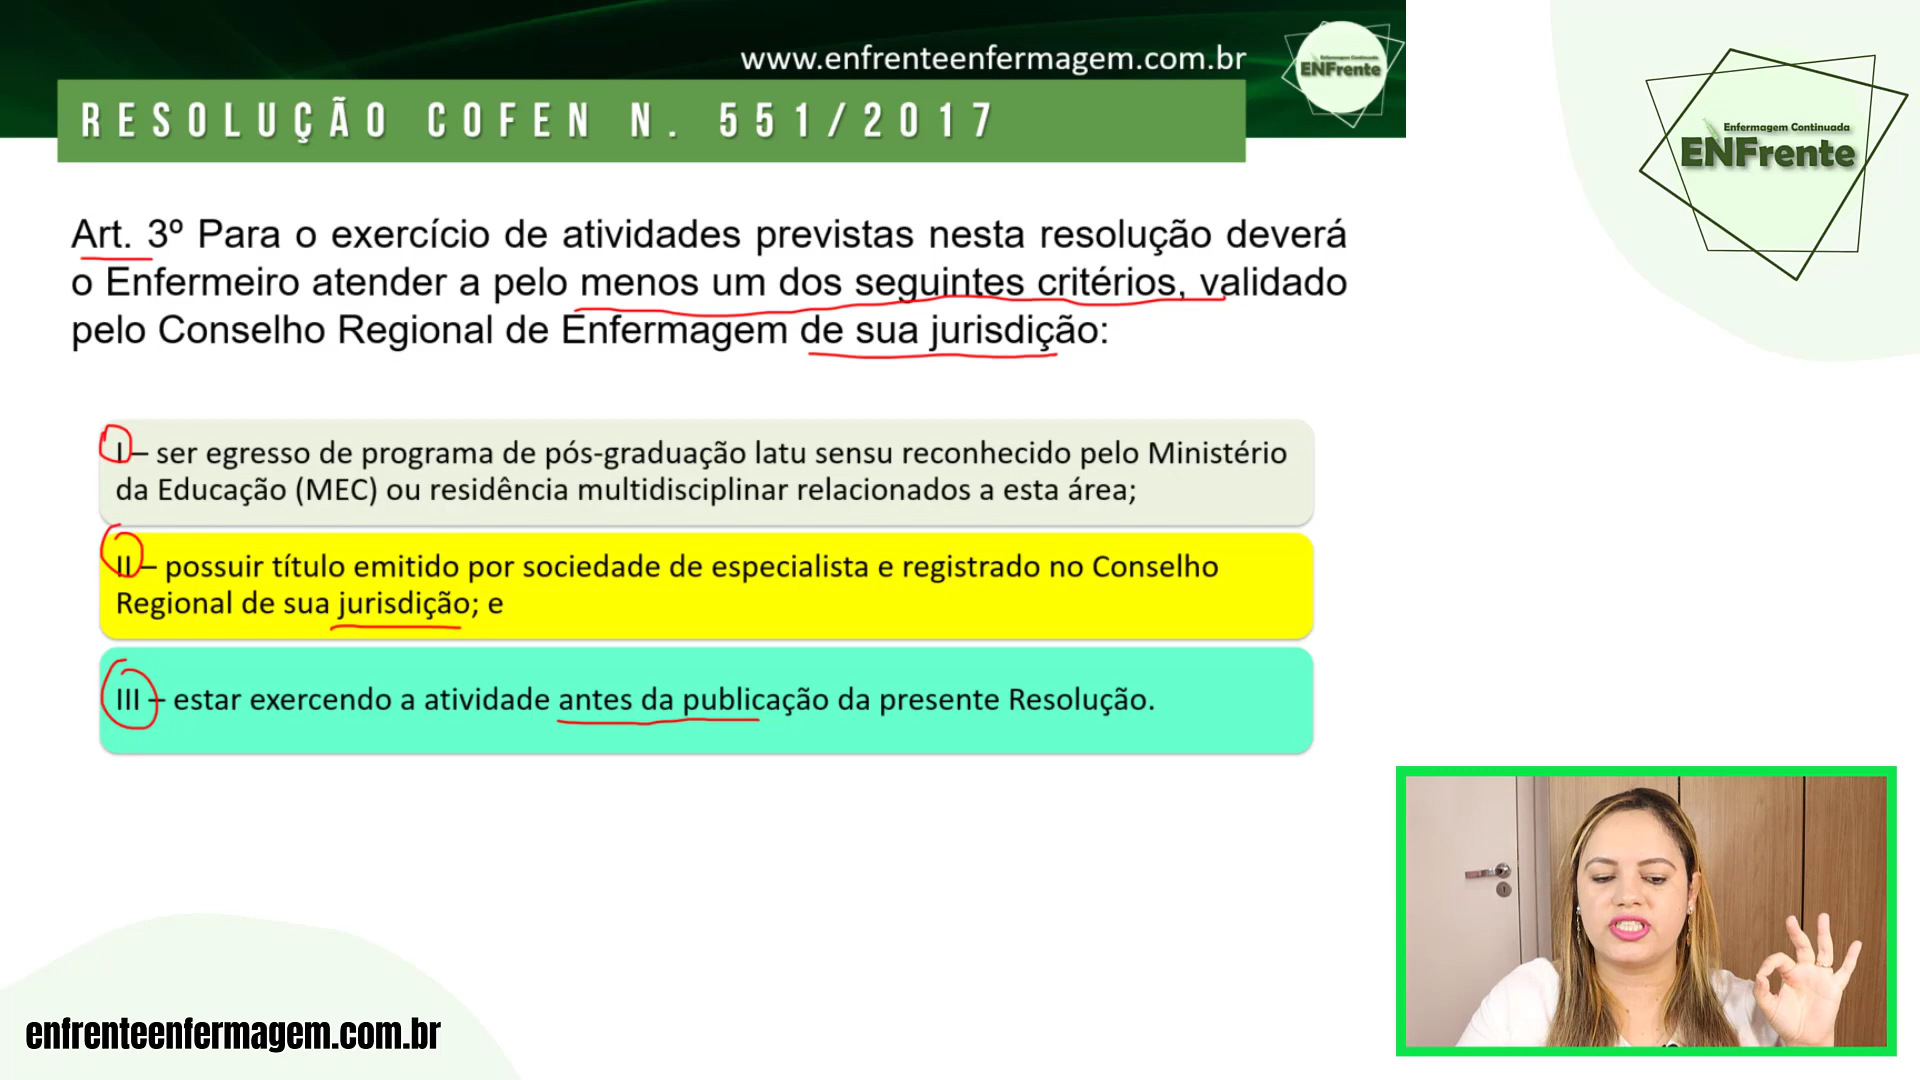 www.enfrenteenfermagem.com.br
Enfermagem Continuada
ENFrente
RESOLUÇÃO COFEN N. 551/2017
Enfermagem Continuada
ENFrente
Art. 3º Para o exercício de atividades previstas nesta resolução deverá
o Enfermeiro atender a pelo menos um dos seguintes critérios, validado
pelo Conselho Regional de Enfermagem de sua jurisdição:
I – ser egresso de programa de pós-graduação latu sensu reconhecido pelo Ministério
da Educação (MEC) ou residência multidisciplinar relacionados a esta área;
II – possuir título emitido por sociedade de especialista e registrado no Conselho
Regional de sua jurisdição; e
III – estar exercendo a atividade antes da publicação da presente Resolução.
enfrenteenfermagem.com.br